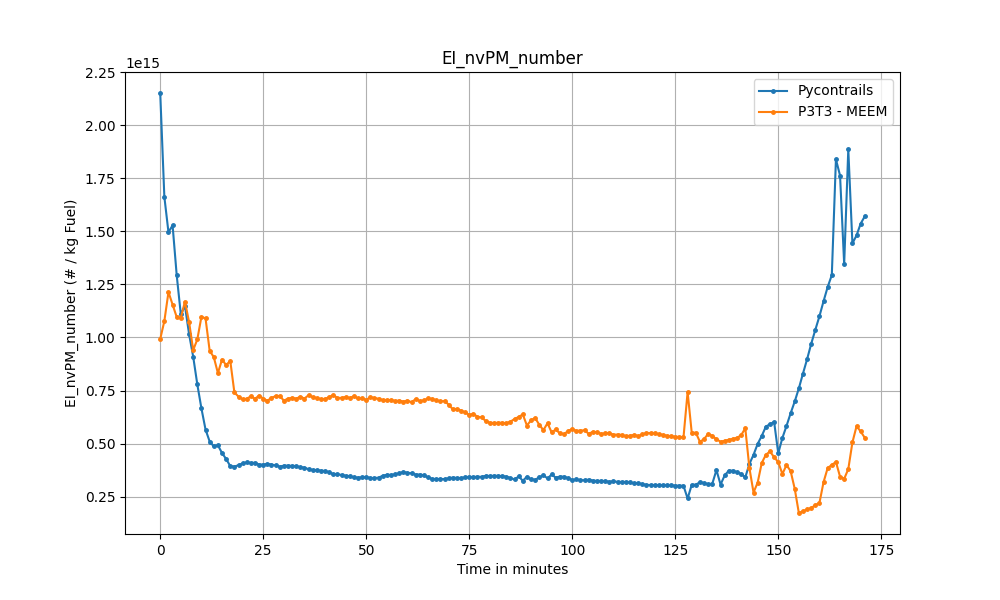 EI_nvPM_number
1e15
Pycontrails
P3T3 - MEEM
EI_nvPM_number (# / kg Fuel)
2.25
2.00
1.75
1.50
1.25
1.00
0.75
0.50
0.25
0
25
50
75
100
125
150
175
Time in minutes